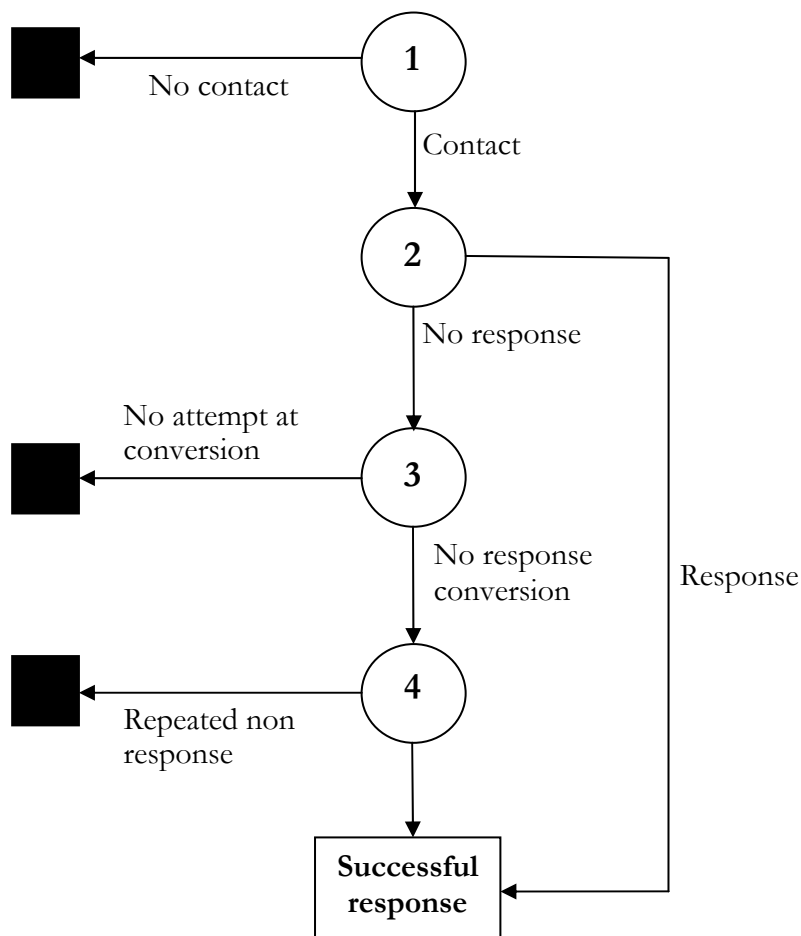 1
No contact
Contact
2
No response
No attempt at
conversion
3
No response
conversion
Response
4
Repeated non
response
Successful
response